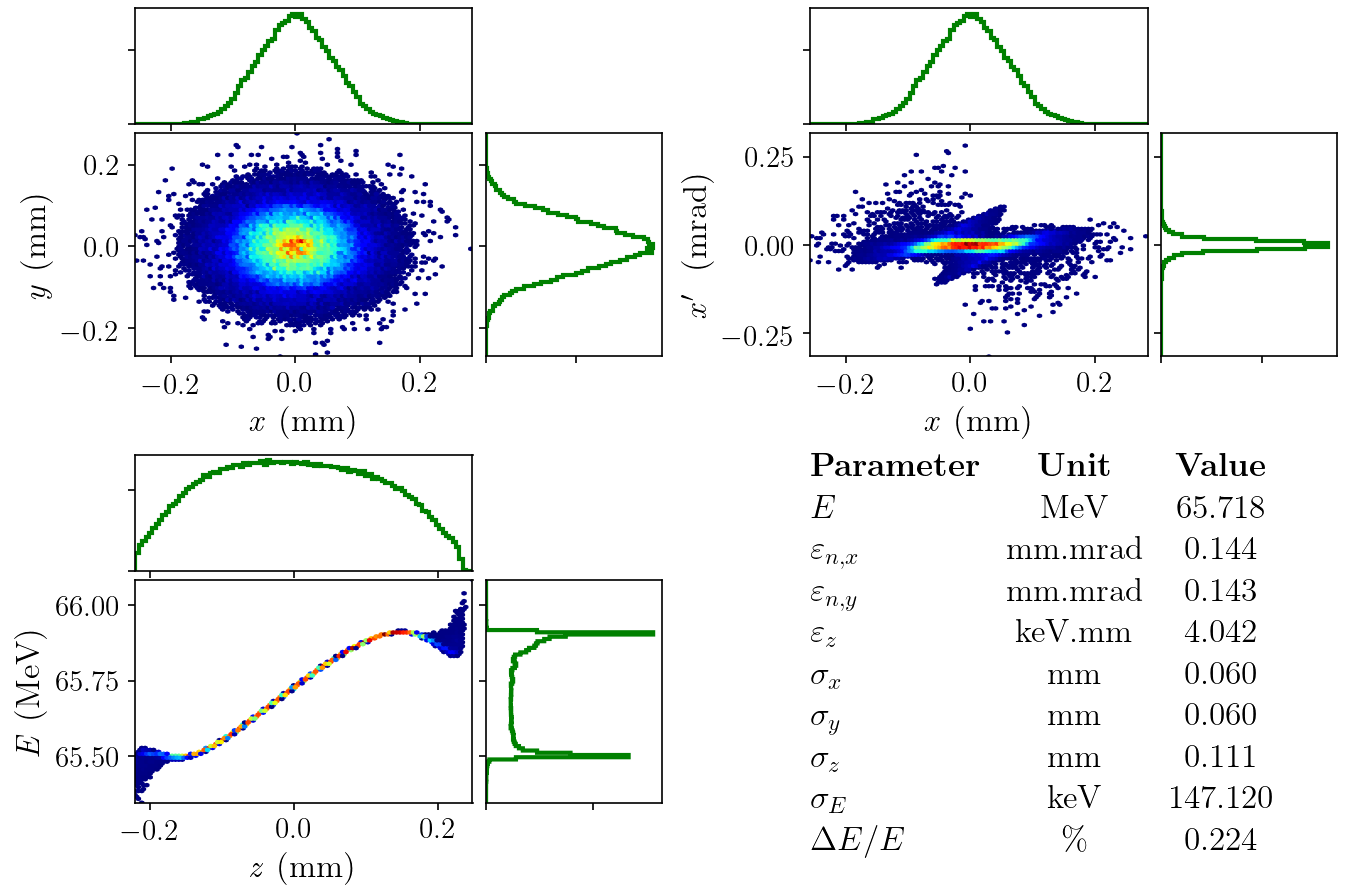 0.2
0.0
−0.2
y (mm)
−0.2 0.0 0.2
x (mm)
0.25
0.00
−0.25
x′ (mrad)
−0.2 0.0 0.2
x (mm)
66.00
65.75
65.50
E (MeV)
−0.2 0.0 0.2
z (mm)
Parameter Unit Value
E MeV 65.718
εn,x mm.mrad 0.144
εn,y mm.mrad 0.143
εz keV.mm 4.042
σx mm 0.060
σy mm 0.060
σz mm 0.111
σE keV 147.120
ΔE/E % 0.224